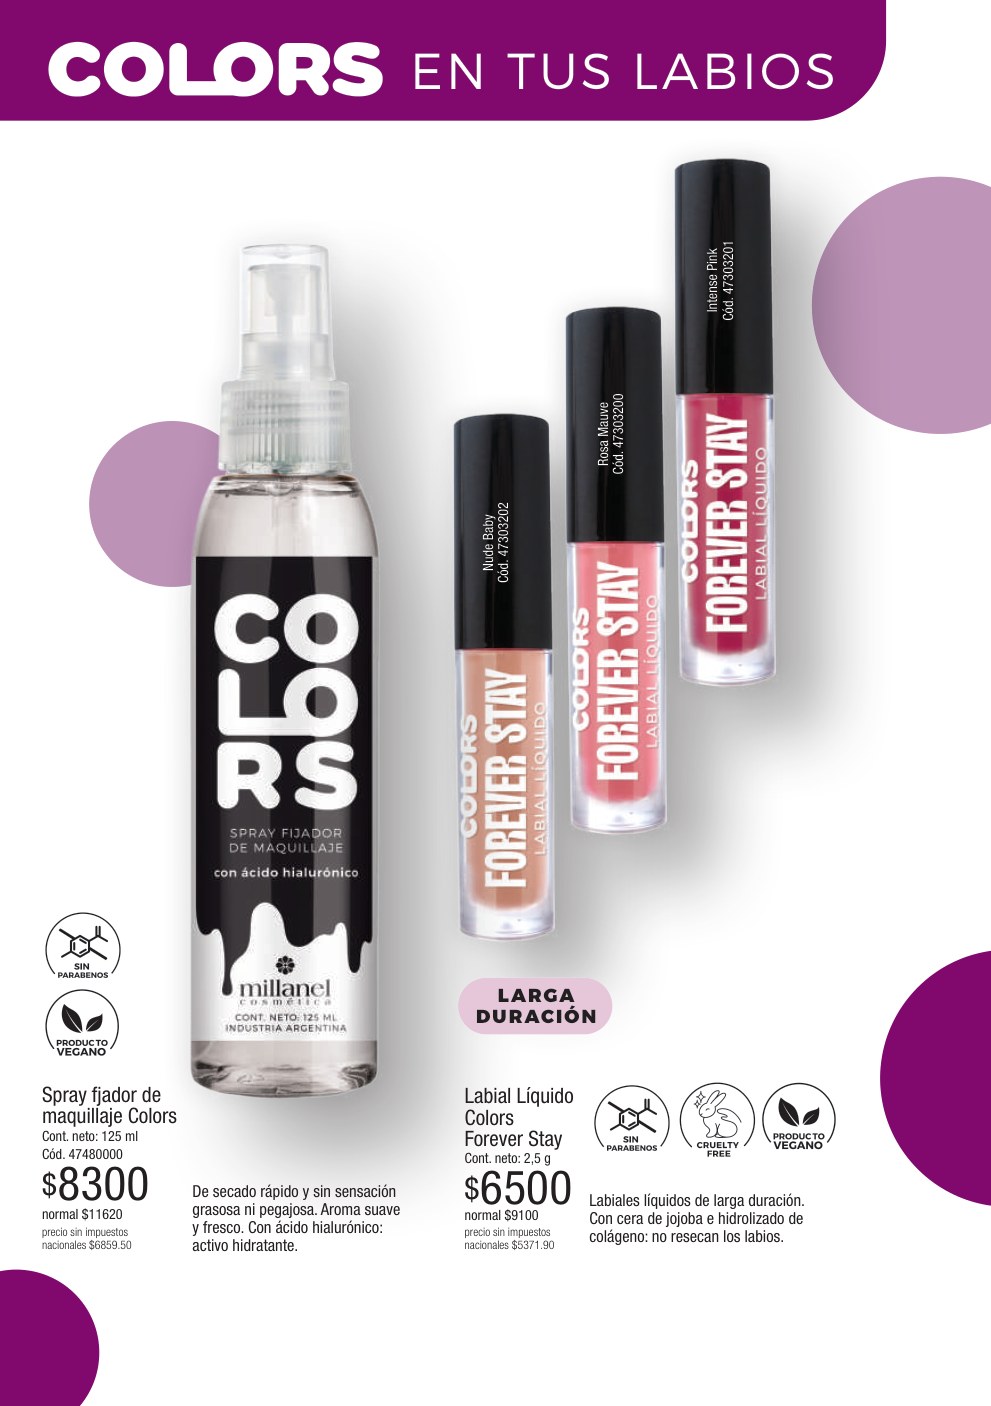 COLORS EN TUS LABIOS
Intense Pink
Cód. 47303201
Rosa Mauve
Cód. 47303200
Nude Baby
Cód. 47303202
COLORS
FOREVER STAY
LABIAL LÍQUIDO
COLORS
FOREVER STAY
LABIAL LÍQUIDO
COLORS
FOREVER STAY
LABIAL LÍQUIDO
CO
LO
RS
SPRAY FIJADOR
DE MAQUILLAJE
con ácido hialurónico
millanel
cosmética
CONT. NETO: 125 ML
INDUSTRIA ARGENTINA
SIN
PARABENOS
PRODUCTO
VEGANO
Spray fjador de
maquillaje Colors
Cont. neto: 125 ml
Cód. 47480000
$8300
normal $11620
precio sin impuestos
nacionales $6859.50
De secado rápido y sin sensación
grasosa ni pegajosa. Aroma suave
y fresco. Con ácido hialurónico:
activo hidratante.
LARGA
DURACIÓN
Labial Líquido
Colors
Forever Stay
Cont. neto: 2,5 g
$6500
normal $9100
precio sin impuestos
nacionales $5371.90
SIN
PARABENOS
CRUELTY
FREE
PRODUCTO
VEGANO
Labiales líquidos de larga duración.
Con cera de jojoba e hidrolizado de
colágeno: no resecan los labios.